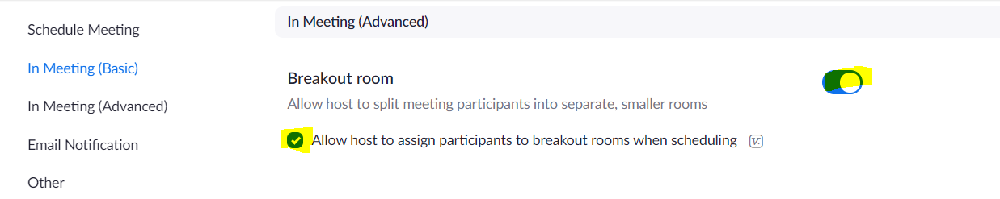 Schedule Meeting
In Meeting (Basic)
In Meeting (Advanced)
Email Notification
Other
In Meeting (Advanced)
Breakout room
Allow host to split meeting participants into separate, smaller rooms
Allow host to assign participants to breakout rooms when scheduling